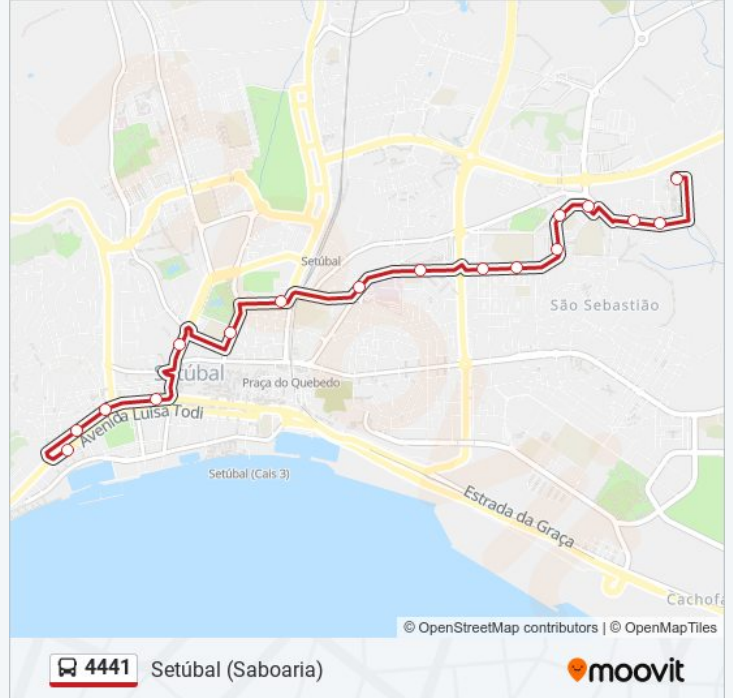 Setúbal
São Sebastião
Setúbal
Praça do Quebedo
Avenida Luisa Todi
Setúbal (Cais 3)
Estrada da Graça
Cachofa
© OpenStreetMap contributors | © OpenMapTiles
4441 Setúbal (Saboaria)
moovit